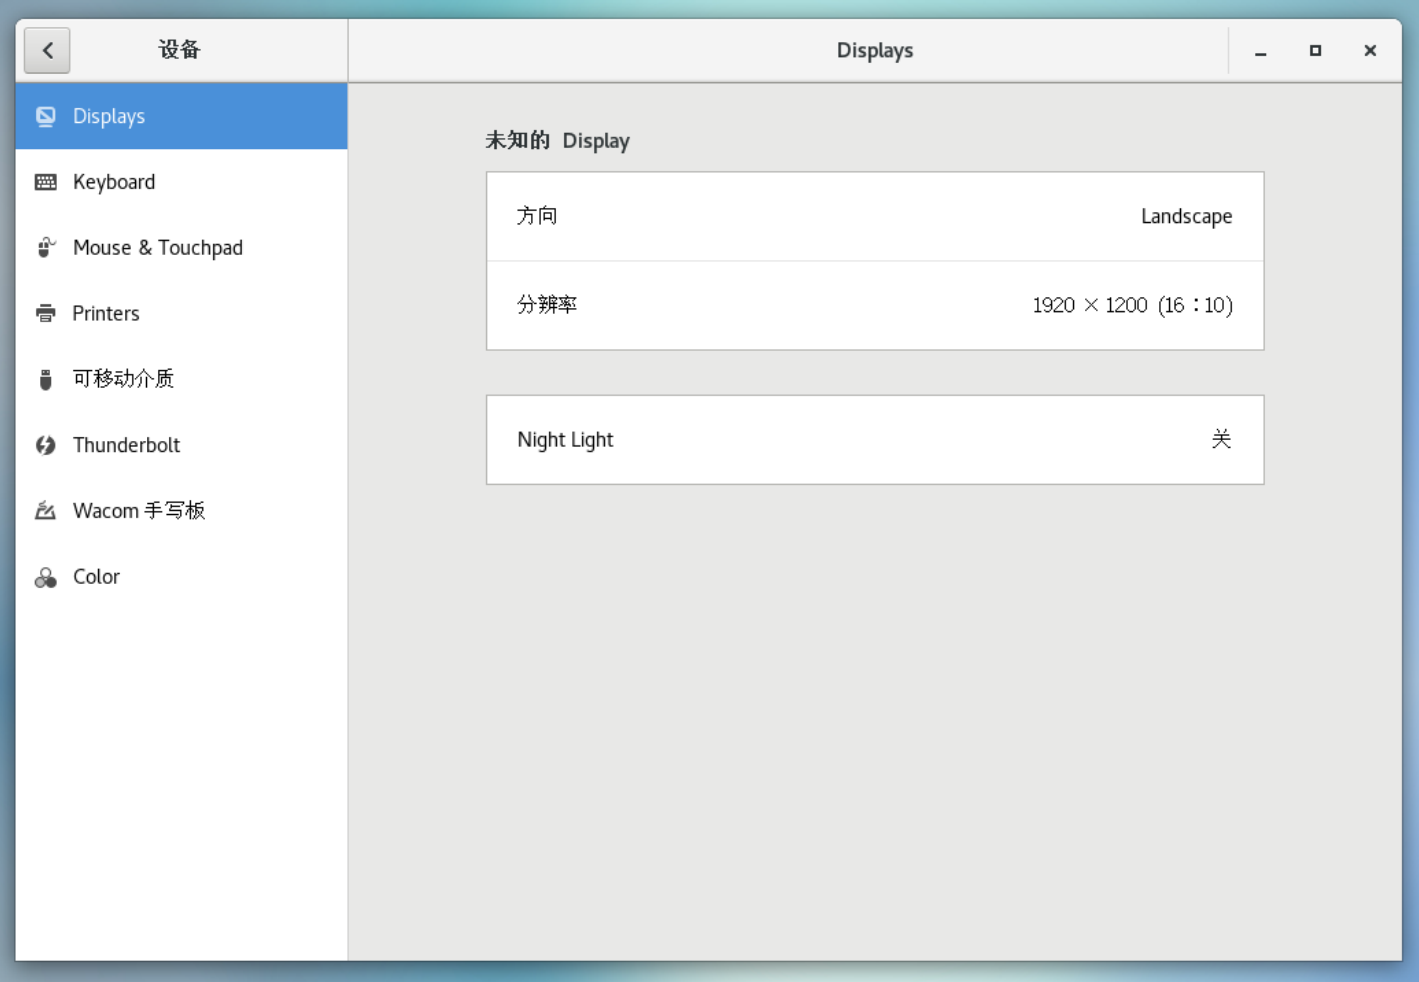 设备
Displays
Displays
Keyboard
Mouse & Touchpad
Printers
可移动介质
Thunderbolt
Wacom 手写板
Color
未知的 Display
方向 Landscape
分辨率 1920 × 1200 (16∶10)
Night Light 关